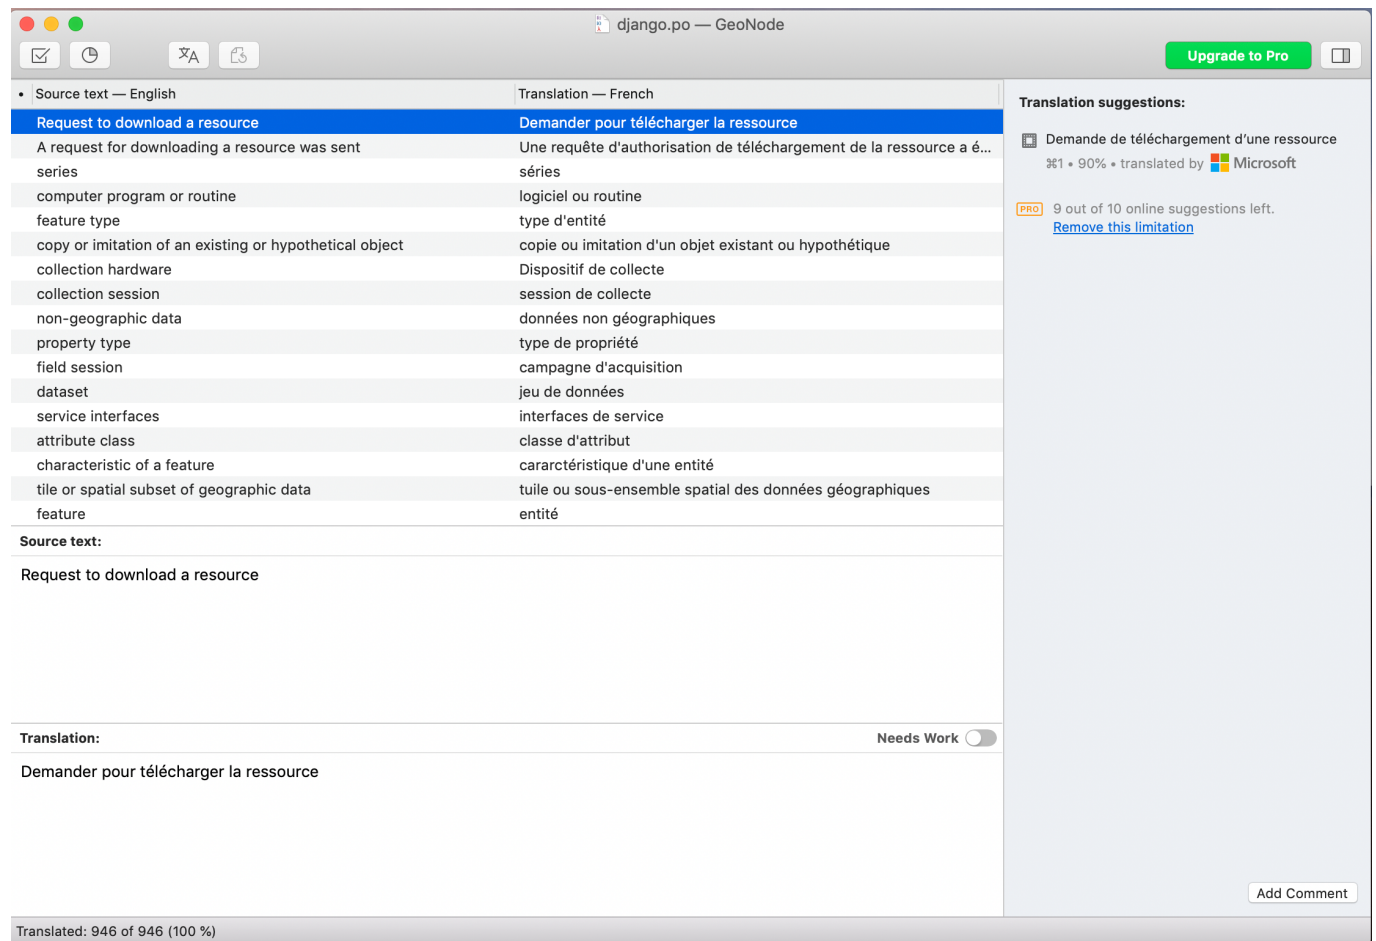 django.po — GeoNode
Upgrade to Pro
• Source text — English Translation — French
Request to download a resource Demander pour télécharger la ressource
A request for downloading a resource was sent Une requête d'authorisation de téléchargement de la ressource a é...
series séries
computer program or routine logiciel ou routine
feature type type d'entité
copy or imitation of an existing or hypothetical object copie ou imitation d'un objet existant ou hypothétique
collection hardware Dispositif de collecte
collection session session de collecte
non-geographic data données non géographiques
property type type de propriété
field session campagne d'acquisition
dataset jeu de données
service interfaces interfaces de service
attribute class classe d'attribut
characteristic of a feature cararctéristique d'une entité
tile or spatial subset of geographic data tuile ou sous-ensemble spatial des données géographiques
feature entité
Source text:
Request to download a resource
Translation: Needs Work
Demander pour télécharger la ressource
Translation suggestions:
Demande de téléchargement d’une ressource
⌘1 • 90% • translated by Microsoft
PRO 9 out of 10 online suggestions left.
Remove this limitation
Add Comment
Translated: 946 of 946 (100 %)